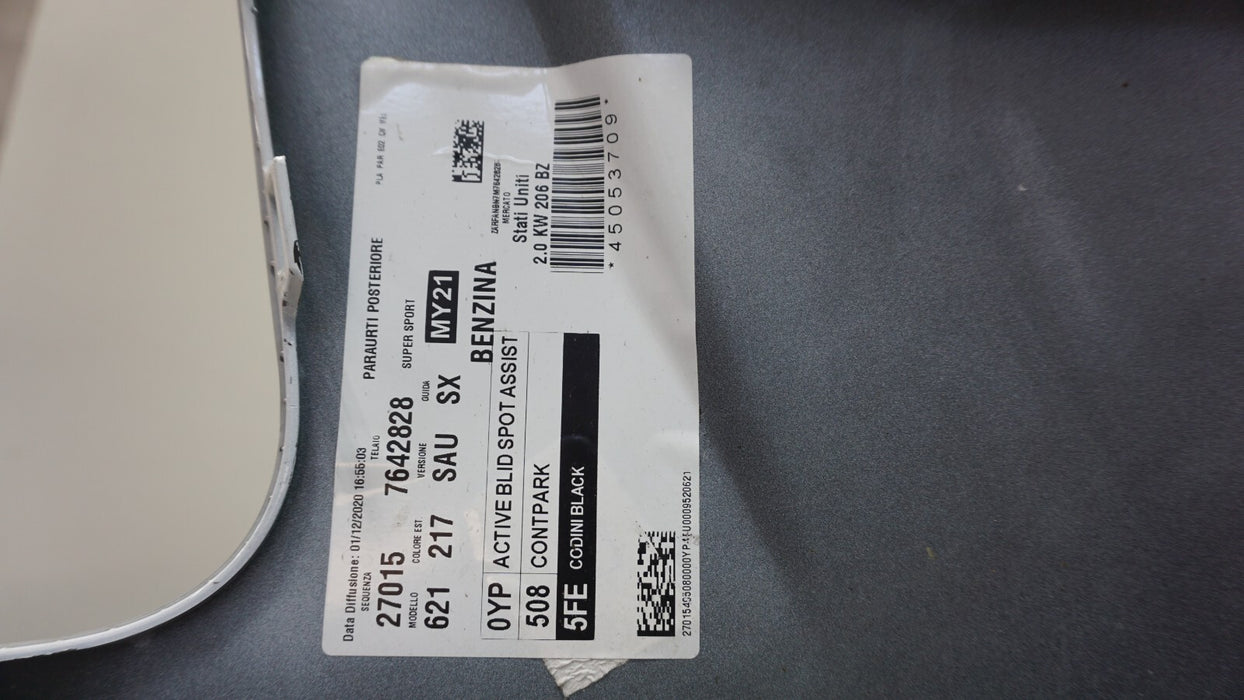 Data Diffusione: 01/12/2020 16:55:03
SEQUENZA TELAIO PARAURTI POSTERIORE
27015 7642828 SUPER SPORT
MODELLO COLORE EST. VERSIONE GUIDA
621 217 SAU SX MY21
BENZINA
MERCATO
Stati Uniti
2.0 KW 206 BZ
*45053709*
0YP ACTIVE BLID SPOT ASSIST
508 CONTPARK
5FE CODINI BLACK